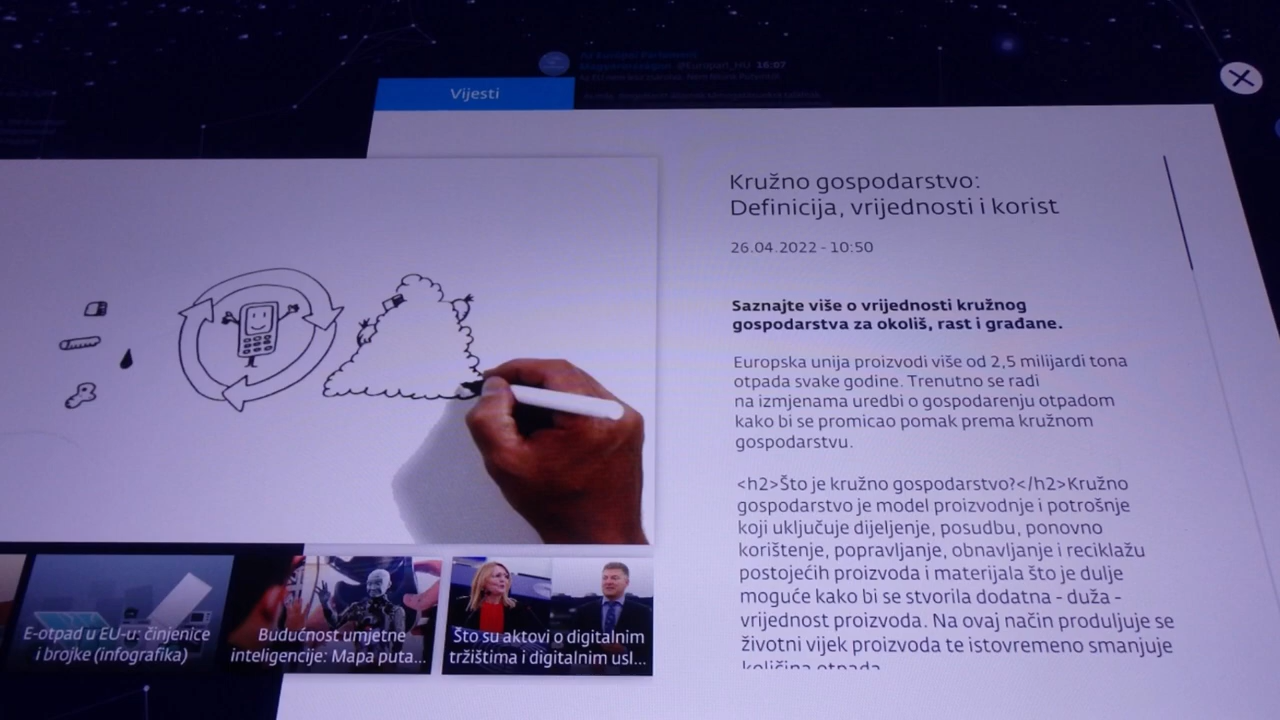 @Europarl_HU 16:07
Vijesti
Kružno gospodarstvo:
Definicija, vrijednosti i korist
26.04.2022 - 10:50
Saznajte više o vrijednosti kružnog
gospodarstva za okoliš, rast i građane.
Europska unija proizvodi više od 2,5 milijardi tona
otpada svake godine. Trenutno se radi
na izmjenama uredbi o gospodarenju otpadom
kako bi se promicao pomak prema kružnom
gospodarstvu.
<h2>Što je kružno gospodarstvo?</h2>Kružno
gospodarstvo je model proizvodnje i potrošnje
koji uključuje dijeljenje, posudbu, ponovno
korištenje, popravljanje, obnavljanje i reciklažu
postojećih proizvoda i materijala što je dulje
moguće kako bi se stvorila dodatna - duža -
vrijednost proizvoda. Na ovaj način produljuje se
životni vijek proizvoda te istovremeno smanjuje
količina otpada
E-otpad u EU-u: činjenice
i brojke (infografika)
Budućnost umjetne
inteligencije: Mapa puta...
Što su aktovi o digitalnim
tržištima i digitalnim usl...